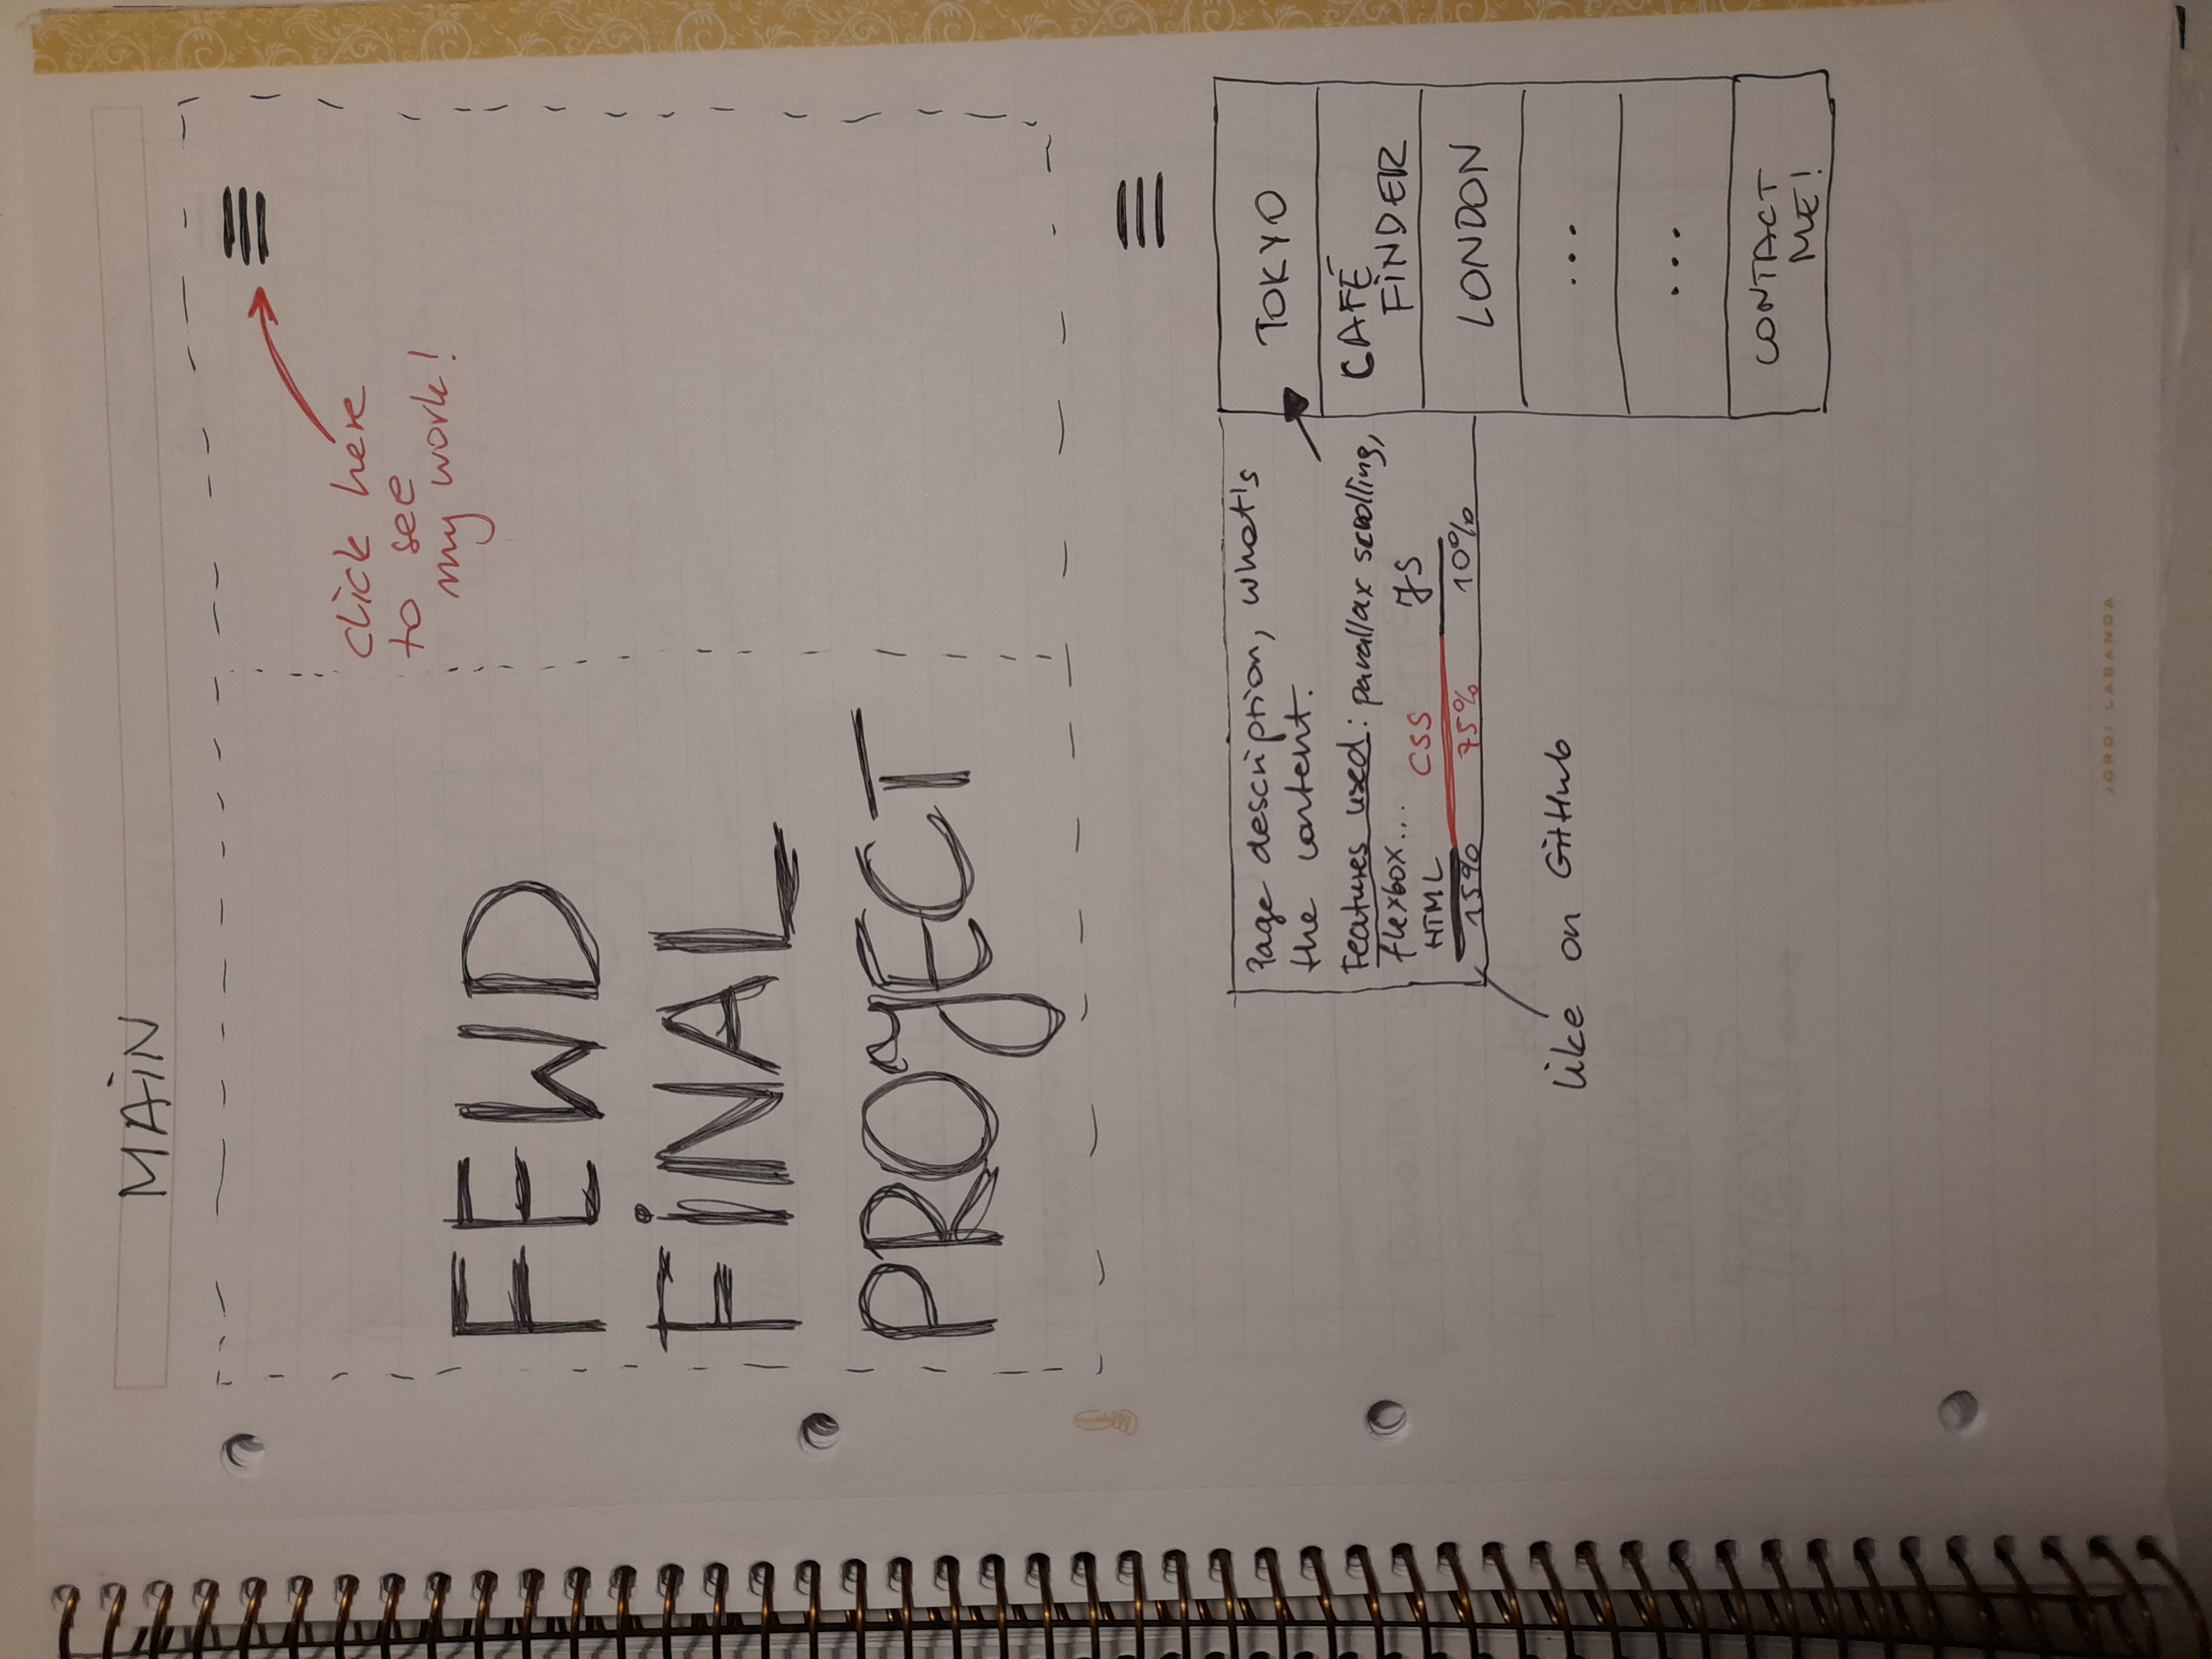 MAiN
click here
to see
my work!
FEWD
FiNAL
PROJECT
Page description, what's
the content.
Features used: parallax scrolling,
flexbox...
HTML CSS JS
15% 75% 10%
like on GitHub
TOKYO
CAFÉ
FiNDER
LONDON
...
...
CONTACT
ME!
JORDI LABANDA